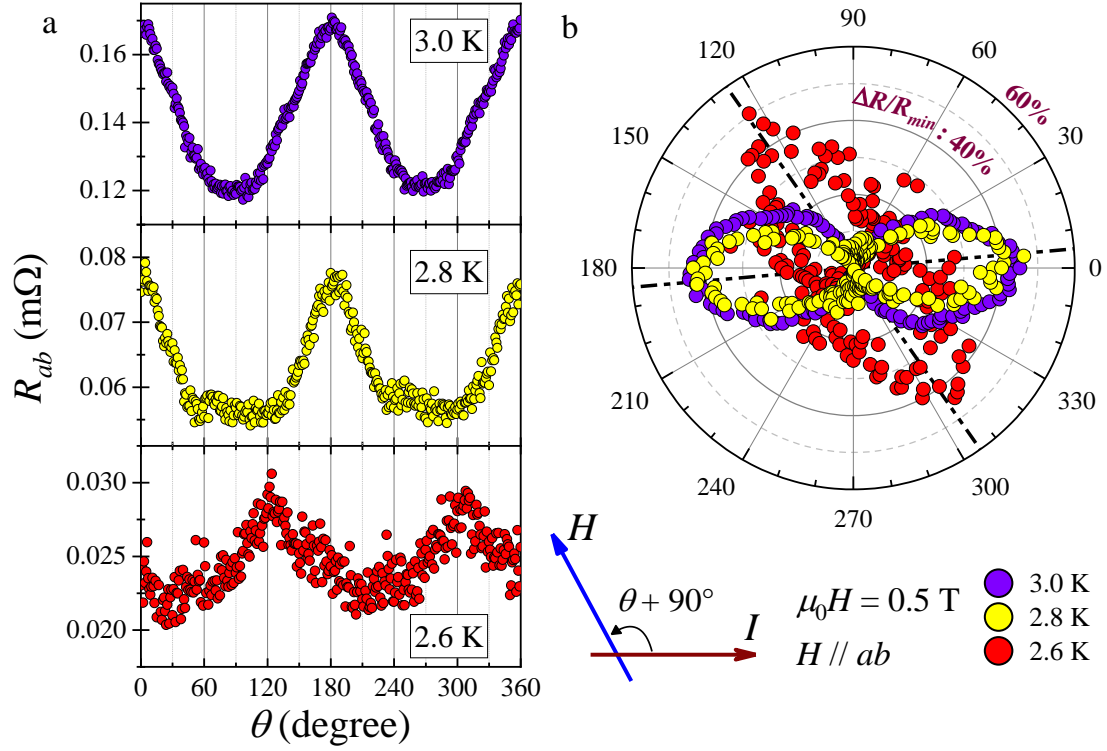 a
3.0 K
0.16
0.14
0.12
2.8 K
0.08
0.07
0.06
R_ab (mΩ)
2.6 K
0.030
0.025
0.020
0 60 120 180 240 300 360
θ (degree)
b
90
120 60
150 30
180 0
210 330
240 300
270
ΔR/R_min : 40%
60%
H
θ + 90°
I
μ₀H = 0.5 T
H // ab
3.0 K
2.8 K
2.6 K